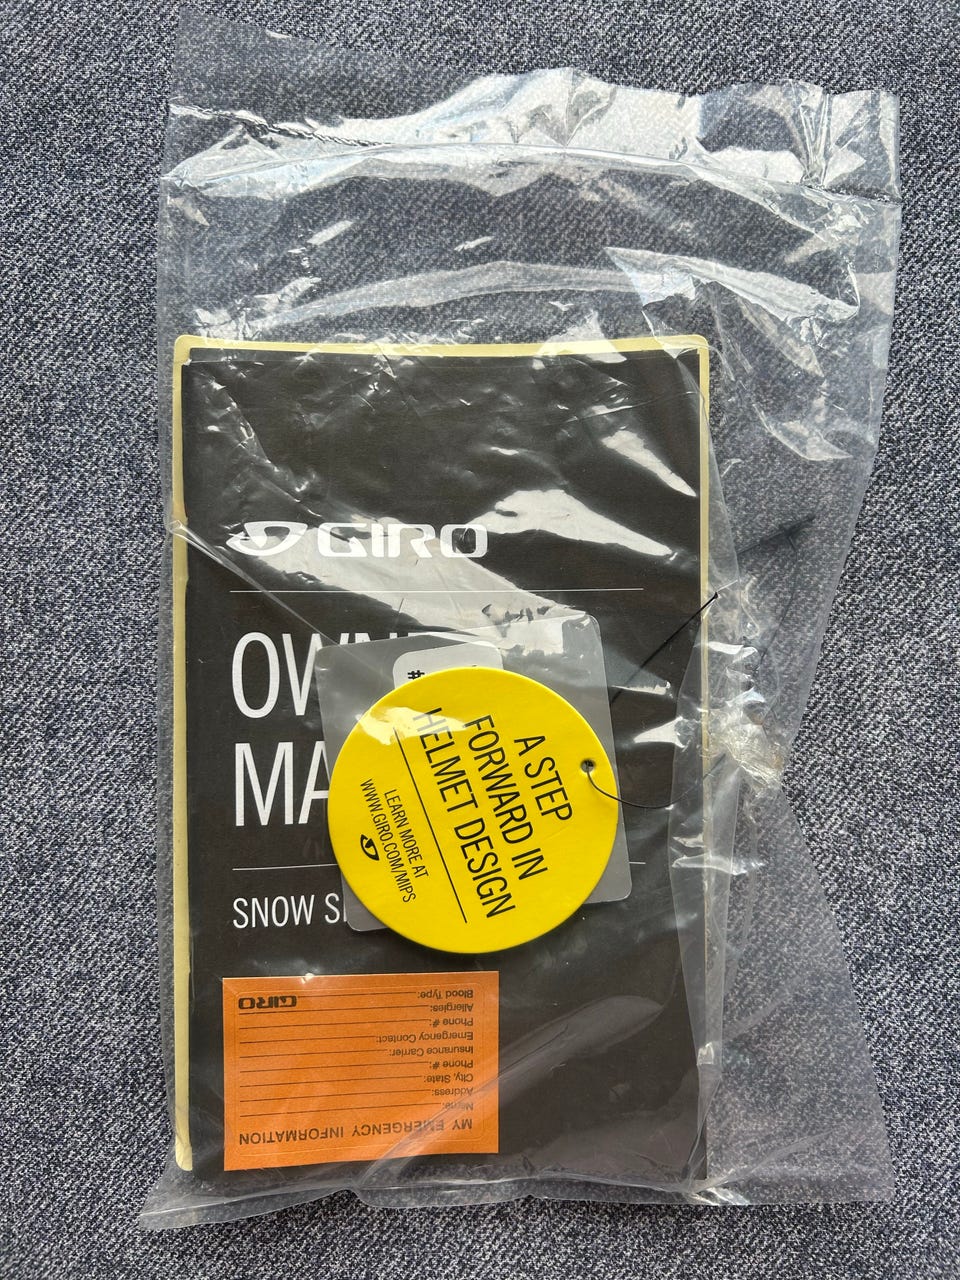 GIRO
OWNE
MA
SNOW S
#
A STEP
FORWARD IN
HELMET DESIGN
LEARN MORE AT
WWW.GIRO.COM/MIPS
MY EMERGENCY INFORMATION
Name:
Address:
City, State:
Phone #:
Insurance Carrier:
Emergency Contact:
Phone #:
Allergies:
Blood Type:
GIRO